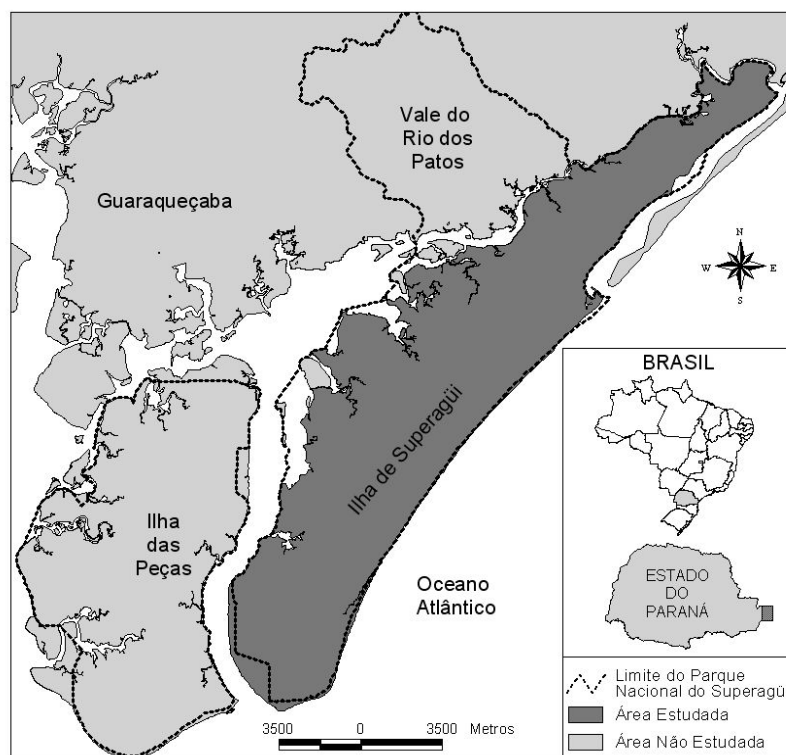 Vale do
Rio dos
Patos
Guaraqueçaba
N
W E
S
BRASIL
Ilha de Superagüi
Ilha
das
Peças
Oceano
Atlântico
ESTADO
DO
PARANÁ
Limite do Parque
Nacional do Superagüi
Área Estudada
Área Não Estudada
3500 0 3500 Metros